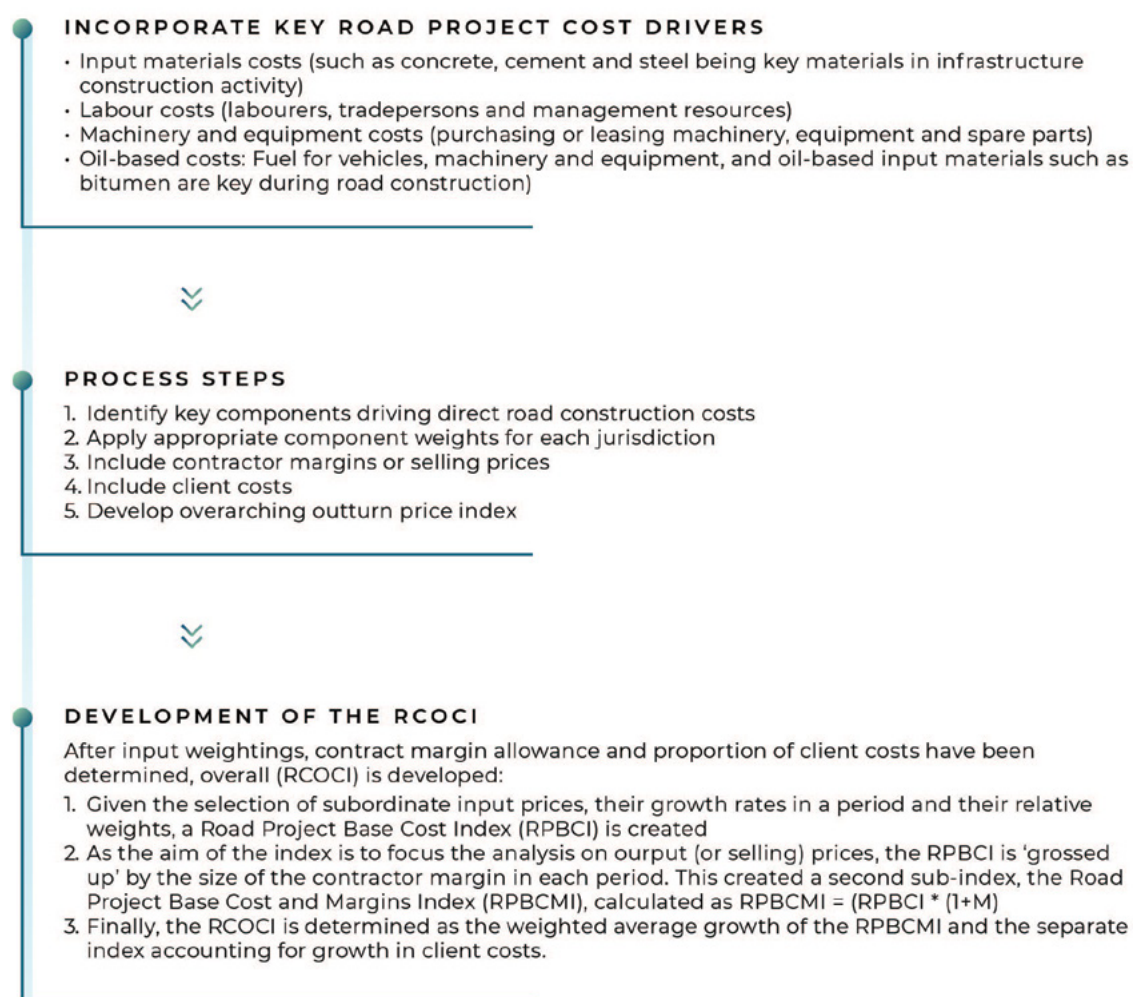 INCORPORATE KEY ROAD PROJECT COST DRIVERS
• Input materials costs (such as concrete, cement and steel being key materials in infrastructure
construction activity)
• Labour costs (labourers, tradepersons and management resources)
• Machinery and equipment costs (purchasing or leasing machinery, equipment and spare parts)
• Oil-based costs: Fuel for vehicles, machinery and equipment, and oil-based input materials such as
bitumen are key during road construction)
PROCESS STEPS
1. Identify key components driving direct road construction costs
2. Apply appropriate component weights for each jurisdiction
3. Include contractor margins or selling prices
4. Include client costs
5. Develop overarching outturn price index
DEVELOPMENT OF THE RCOCI
After input weightings, contract margin allowance and proportion of client costs have been
determined, overall (RCOCI) is developed:
1. Given the selection of subordinate input prices, their growth rates in a period and their relative
weights, a Road Project Base Cost Index (RPBCI) is created
2. As the aim of the index is to focus the analysis on ourput (or selling) prices, the RPBCI is ‘grossed
up’ by the size of the contractor margin in each period. This created a second sub-index, the Road
Project Base Cost and Margins Index (RPBCMI), calculated as RPBCMI = (RPBCI * (1+M)
3. Finally, the RCOCI is determined as the weighted average growth of the RPBCMI and the separate
index accounting for growth in client costs.